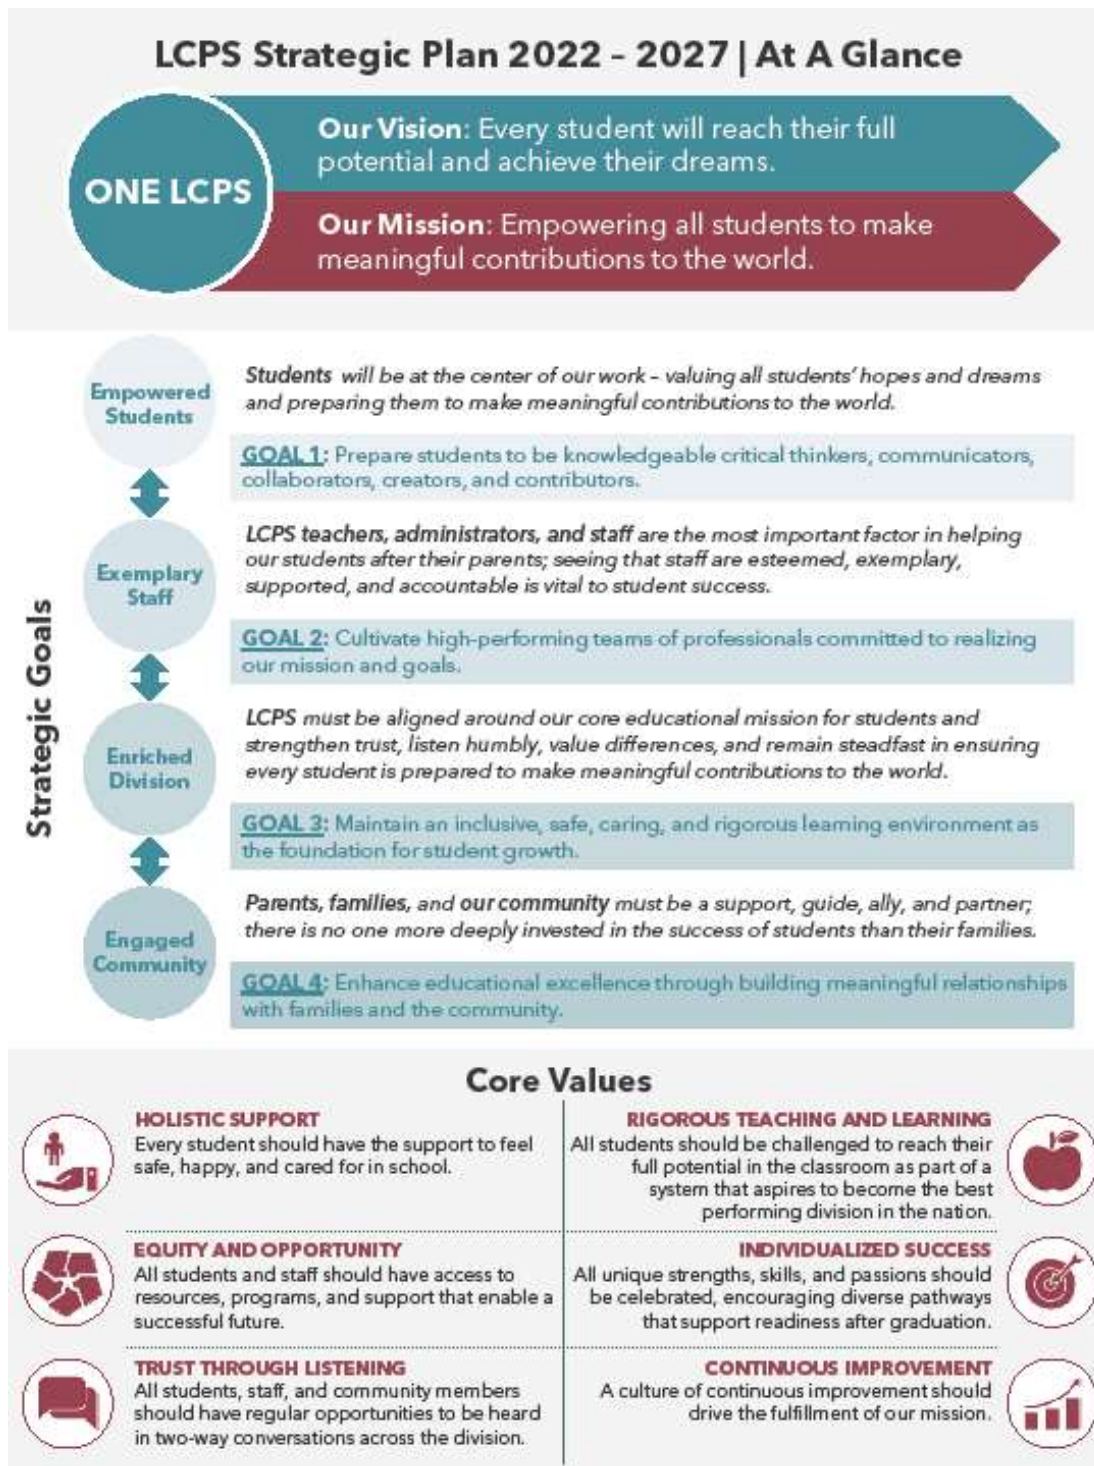 LCPS Strategic Plan 2022 – 2027 | At A Glance
ONE LCPS
Our Vision: Every student will reach their full
potential and achieve their dreams.
Our Mission: Empowering all students to make
meaningful contributions to the world.
Strategic Goals
Empowered
Students
Students will be at the center of our work – valuing all students' hopes and dreams
and preparing them to make meaningful contributions to the world.
GOAL 1: Prepare students to be knowledgeable critical thinkers, communicators,
collaborators, creators, and contributors.
Exemplary
Staff
LCPS teachers, administrators, and staff are the most important factor in helping
our students after their parents; seeing that staff are esteemed, exemplary,
supported, and accountable is vital to student success.
GOAL 2: Cultivate high-performing teams of professionals committed to realizing
our mission and goals.
Enriched
Division
LCPS must be aligned around our core educational mission for students and
strengthen trust, listen humbly, value differences, and remain steadfast in ensuring
every student is prepared to make meaningful contributions to the world.
GOAL 3: Maintain an inclusive, safe, caring, and rigorous learning environment as
the foundation for student growth.
Engaged
Community
Parents, families, and our community must be a support, guide, ally, and partner;
there is no one more deeply invested in the success of students than their families.
GOAL 4: Enhance educational excellence through building meaningful relationships
with families and the community.
Core Values
HOLISTIC SUPPORT
Every student should have the support to feel
safe, happy, and cared for in school.
EQUITY AND OPPORTUNITY
All students and staff should have access to
resources, programs, and support that enable a
successful future.
TRUST THROUGH LISTENING
All students, staff, and community members
should have regular opportunities to be heard
in two-way conversations across the division.
RIGOROUS TEACHING AND LEARNING
All students should be challenged to reach their
full potential in the classroom as part of a
system that aspires to become the best
performing division in the nation.
INDIVIDUALIZED SUCCESS
All unique strengths, skills, and passions should
be celebrated, encouraging diverse pathways
that support readiness after graduation.
CONTINUOUS IMPROVEMENT
A culture of continuous improvement should
drive the fulfillment of our mission.